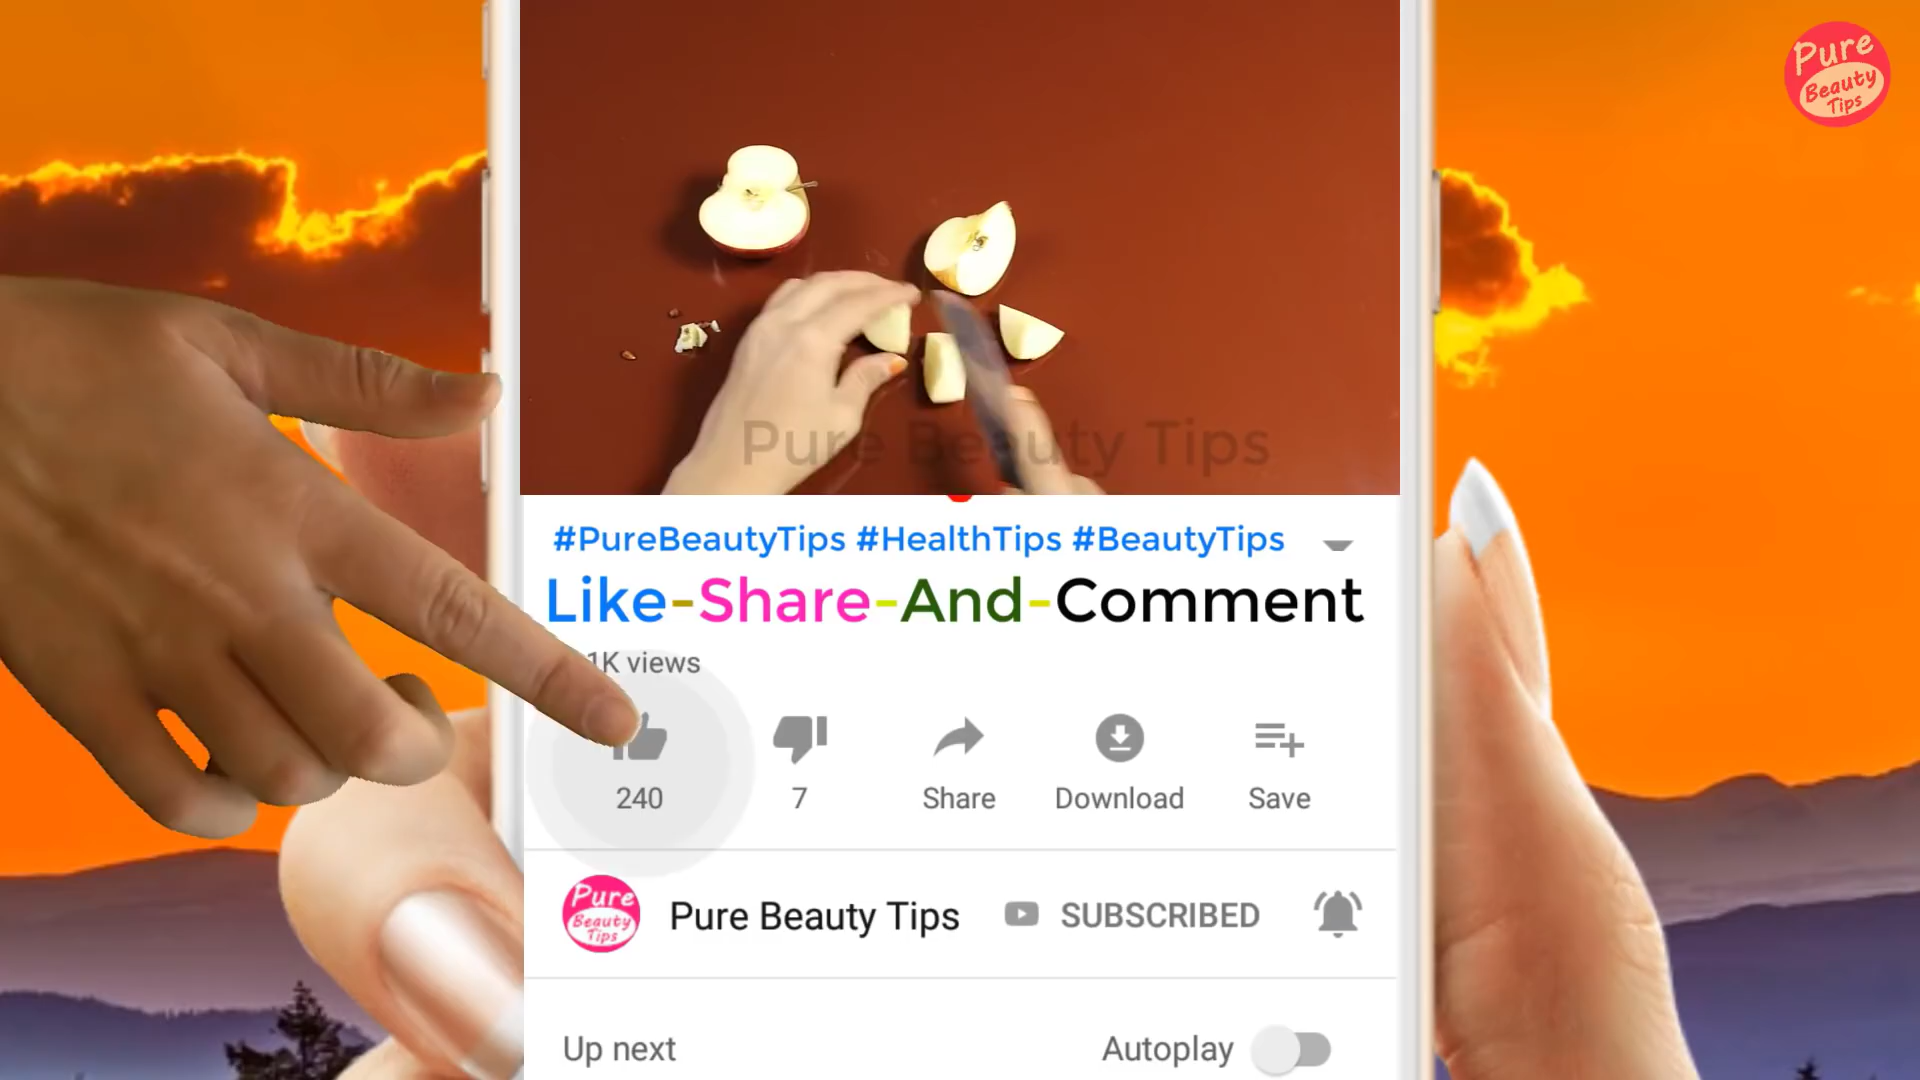 Pure
Beauty
Tips
Pure Beauty Tips
#PureBeautyTips #HealthTips #BeautyTips
Like-Share-And-Comment
1K views
240
7
Share
Download
Save
Pure
Beauty
Tips
Pure Beauty Tips
SUBSCRIBED
Up next
Autoplay